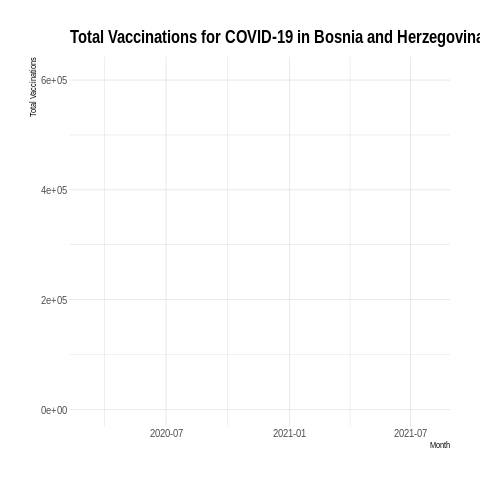 Total Vaccinations for COVID-19 in Bosnia and Herzegovina
Total Vaccinations
6e+05
4e+05
2e+05
0e+00
2020-07
2021-01
2021-07
Month